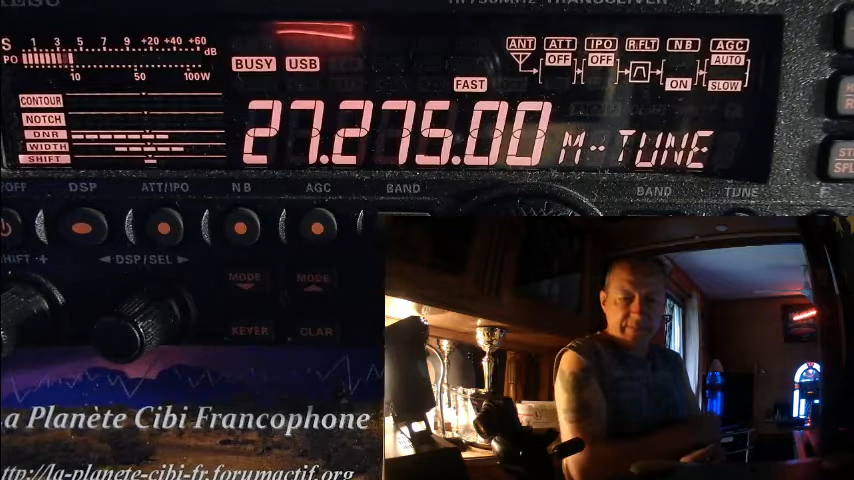 S 1 3 5 7 9 +20 +40 +60 dB
PO 10 50 100W
BUSY USB
FAST
ANT ATT IPO R.FLT NB AGC
OFF OFF AUTO
ON SLOW
CONTOUR
NOTCH
DNR
WIDTH
SHIFT
27.275.00 M-TUNE
DSP ATT/IPO NB AGC BAND BAND TUNE
DSP/SEL
MODE MODE
KEYER CLAR
a Planète Cibi Francophone
ttp://la-planete-cibi-fr.forumactif.org